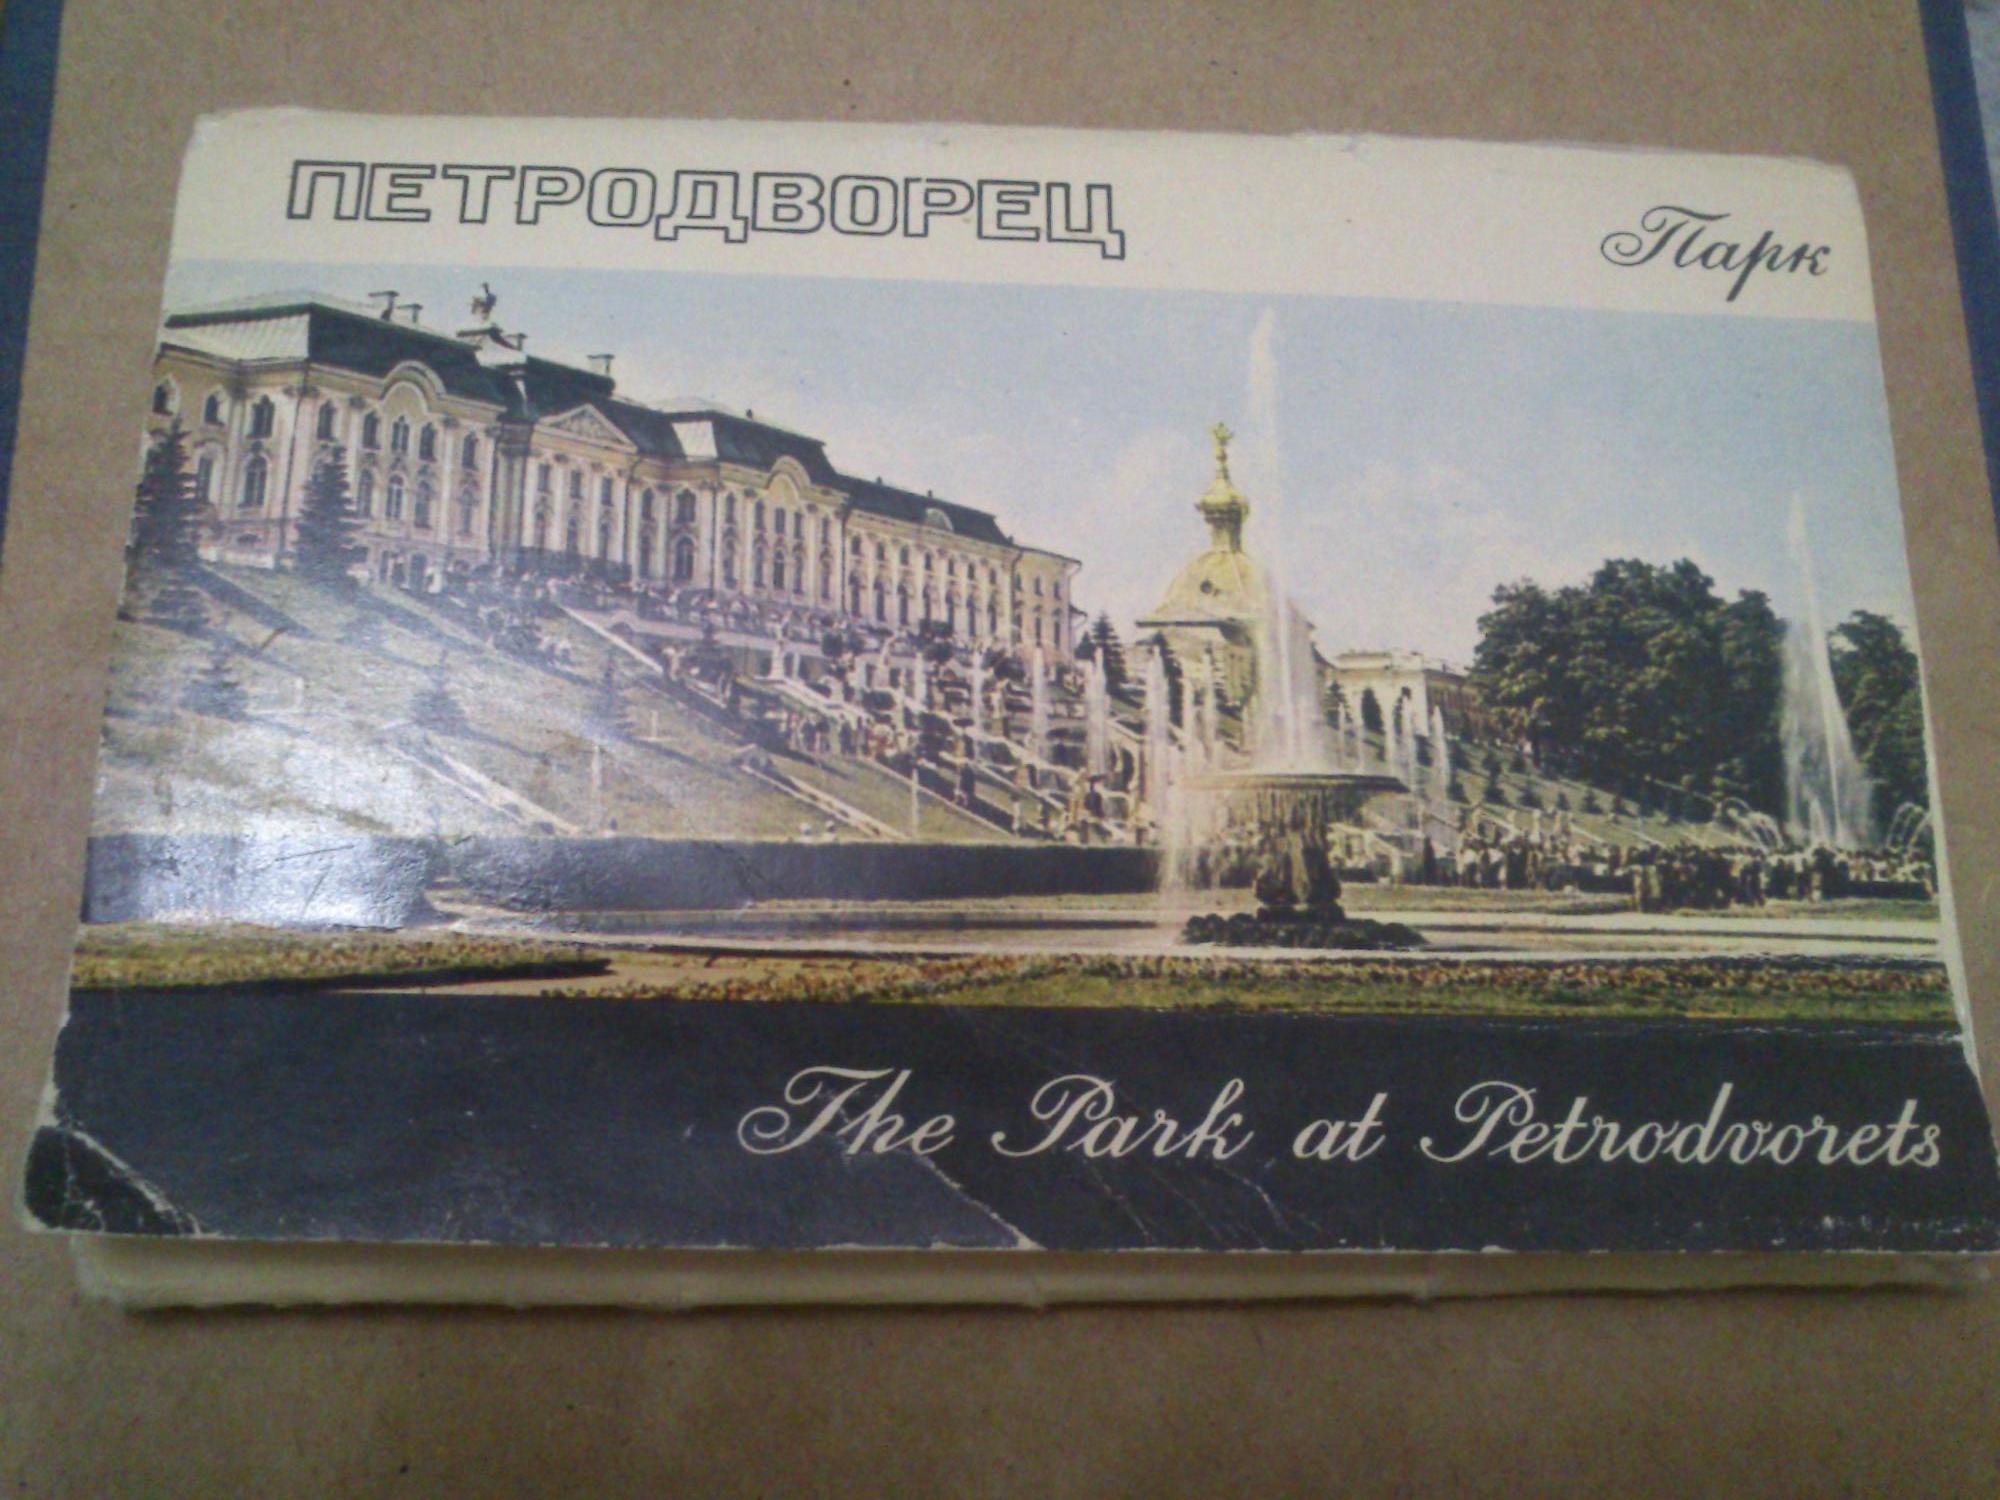 ПЕТРОДВОРЕЦ
Парк
The Park at Petrodvorets